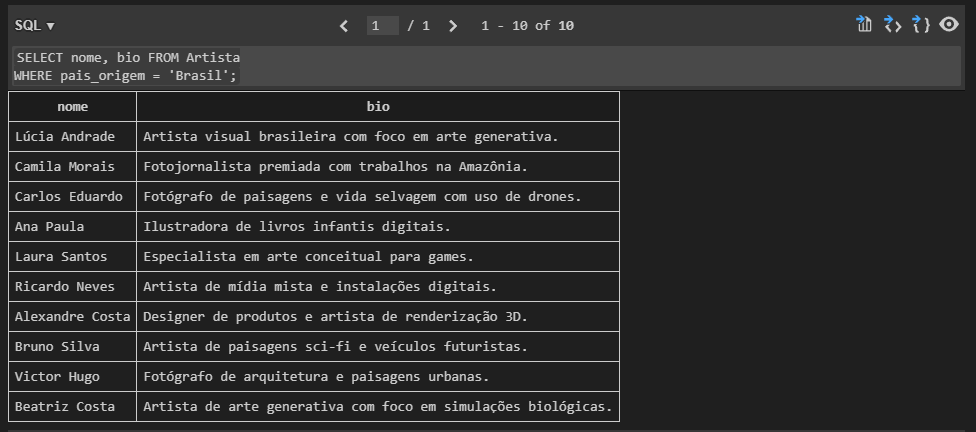 SQL ▼ 1 / 1 1 - 10 of 10
SELECT nome, bio FROM Artista
WHERE pais_origem = 'Brasil';
nome bio
Lúcia Andrade Artista visual brasileira com foco em arte generativa.
Camila Morais Fotojornalista premiada com trabalhos na Amazônia.
Carlos Eduardo Fotógrafo de paisagens e vida selvagem com uso de drones.
Ana Paula Ilustradora de livros infantis digitais.
Laura Santos Especialista em arte conceitual para games.
Ricardo Neves Artista de mídia mista e instalações digitais.
Alexandre Costa Designer de produtos e artista de renderização 3D.
Bruno Silva Artista de paisagens sci-fi e veículos futuristas.
Victor Hugo Fotógrafo de arquitetura e paisagens urbanas.
Beatriz Costa Artista de arte generativa com foco em simulações biológicas.